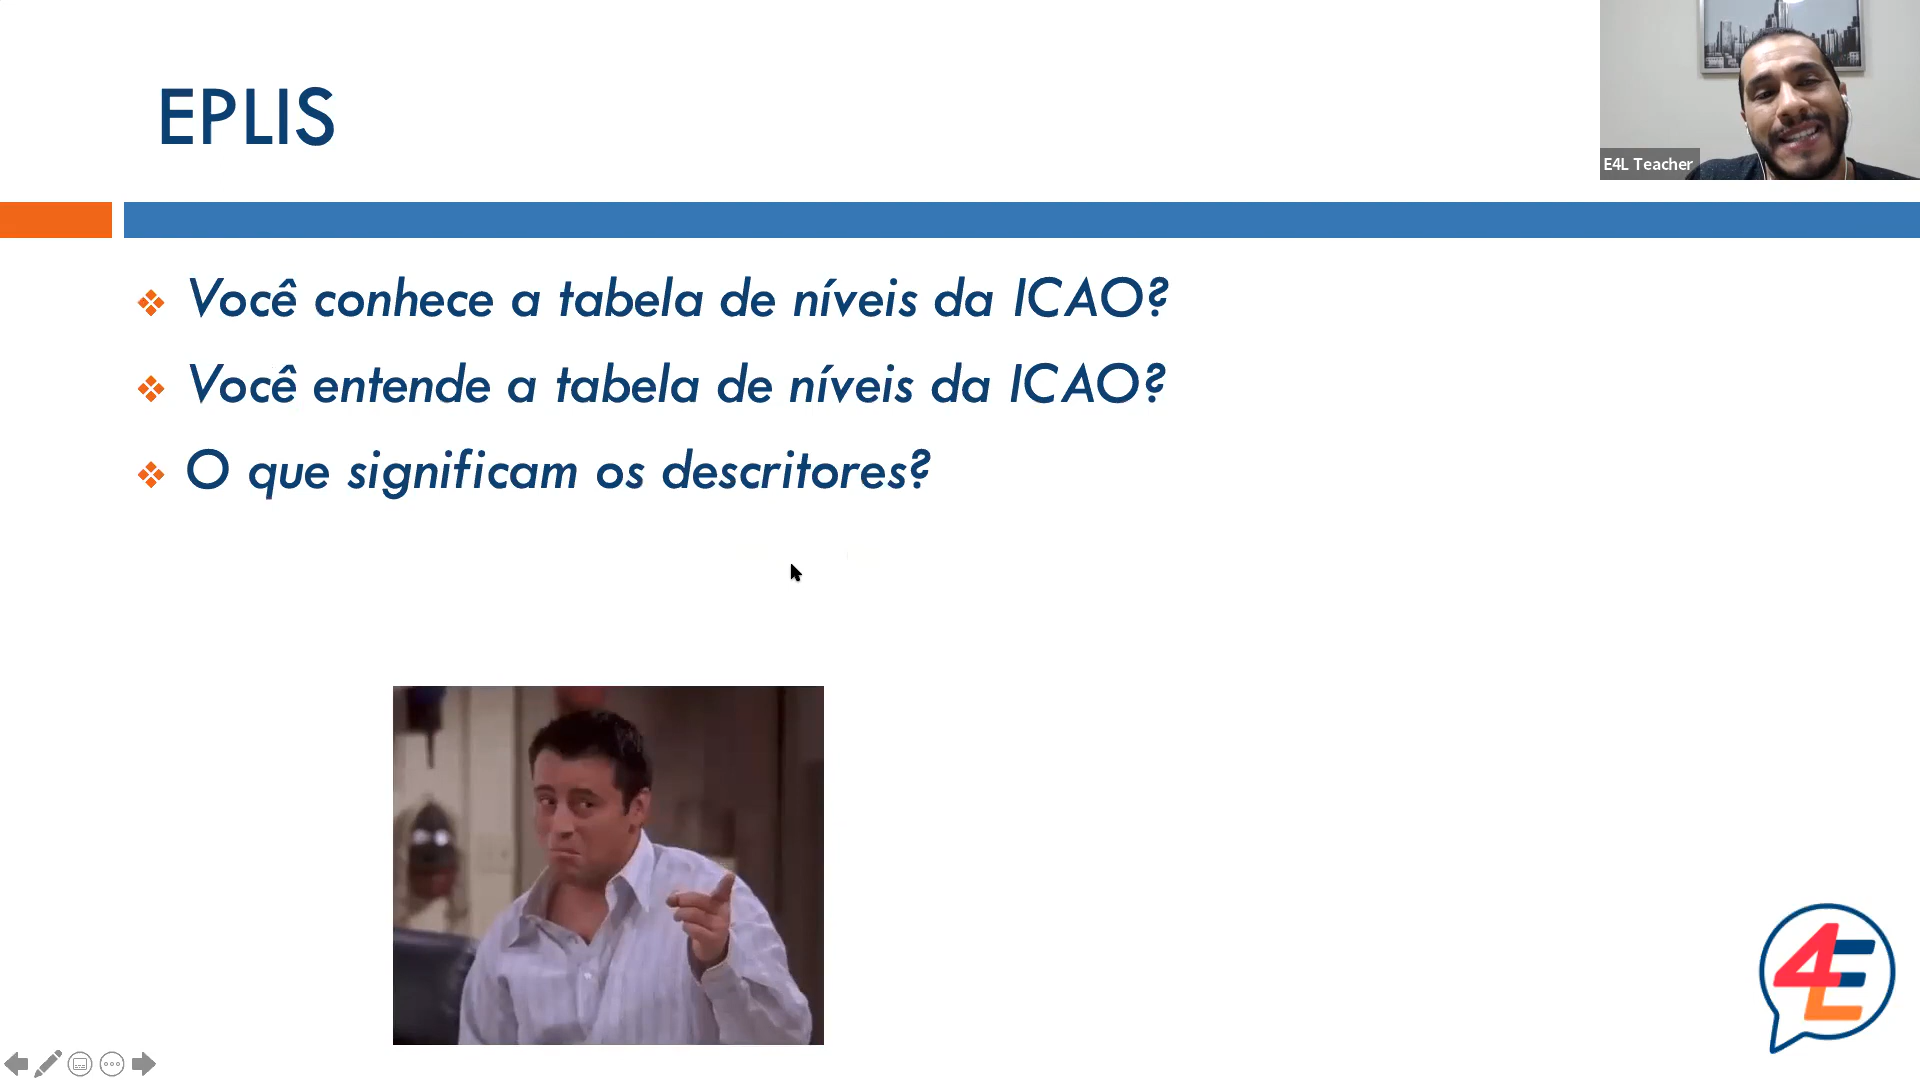 EPLIS
E4L Teacher
Você conhece a tabela de níveis da ICAO?
Você entende a tabela de níveis da ICAO?
O que significam os descritores?
4E